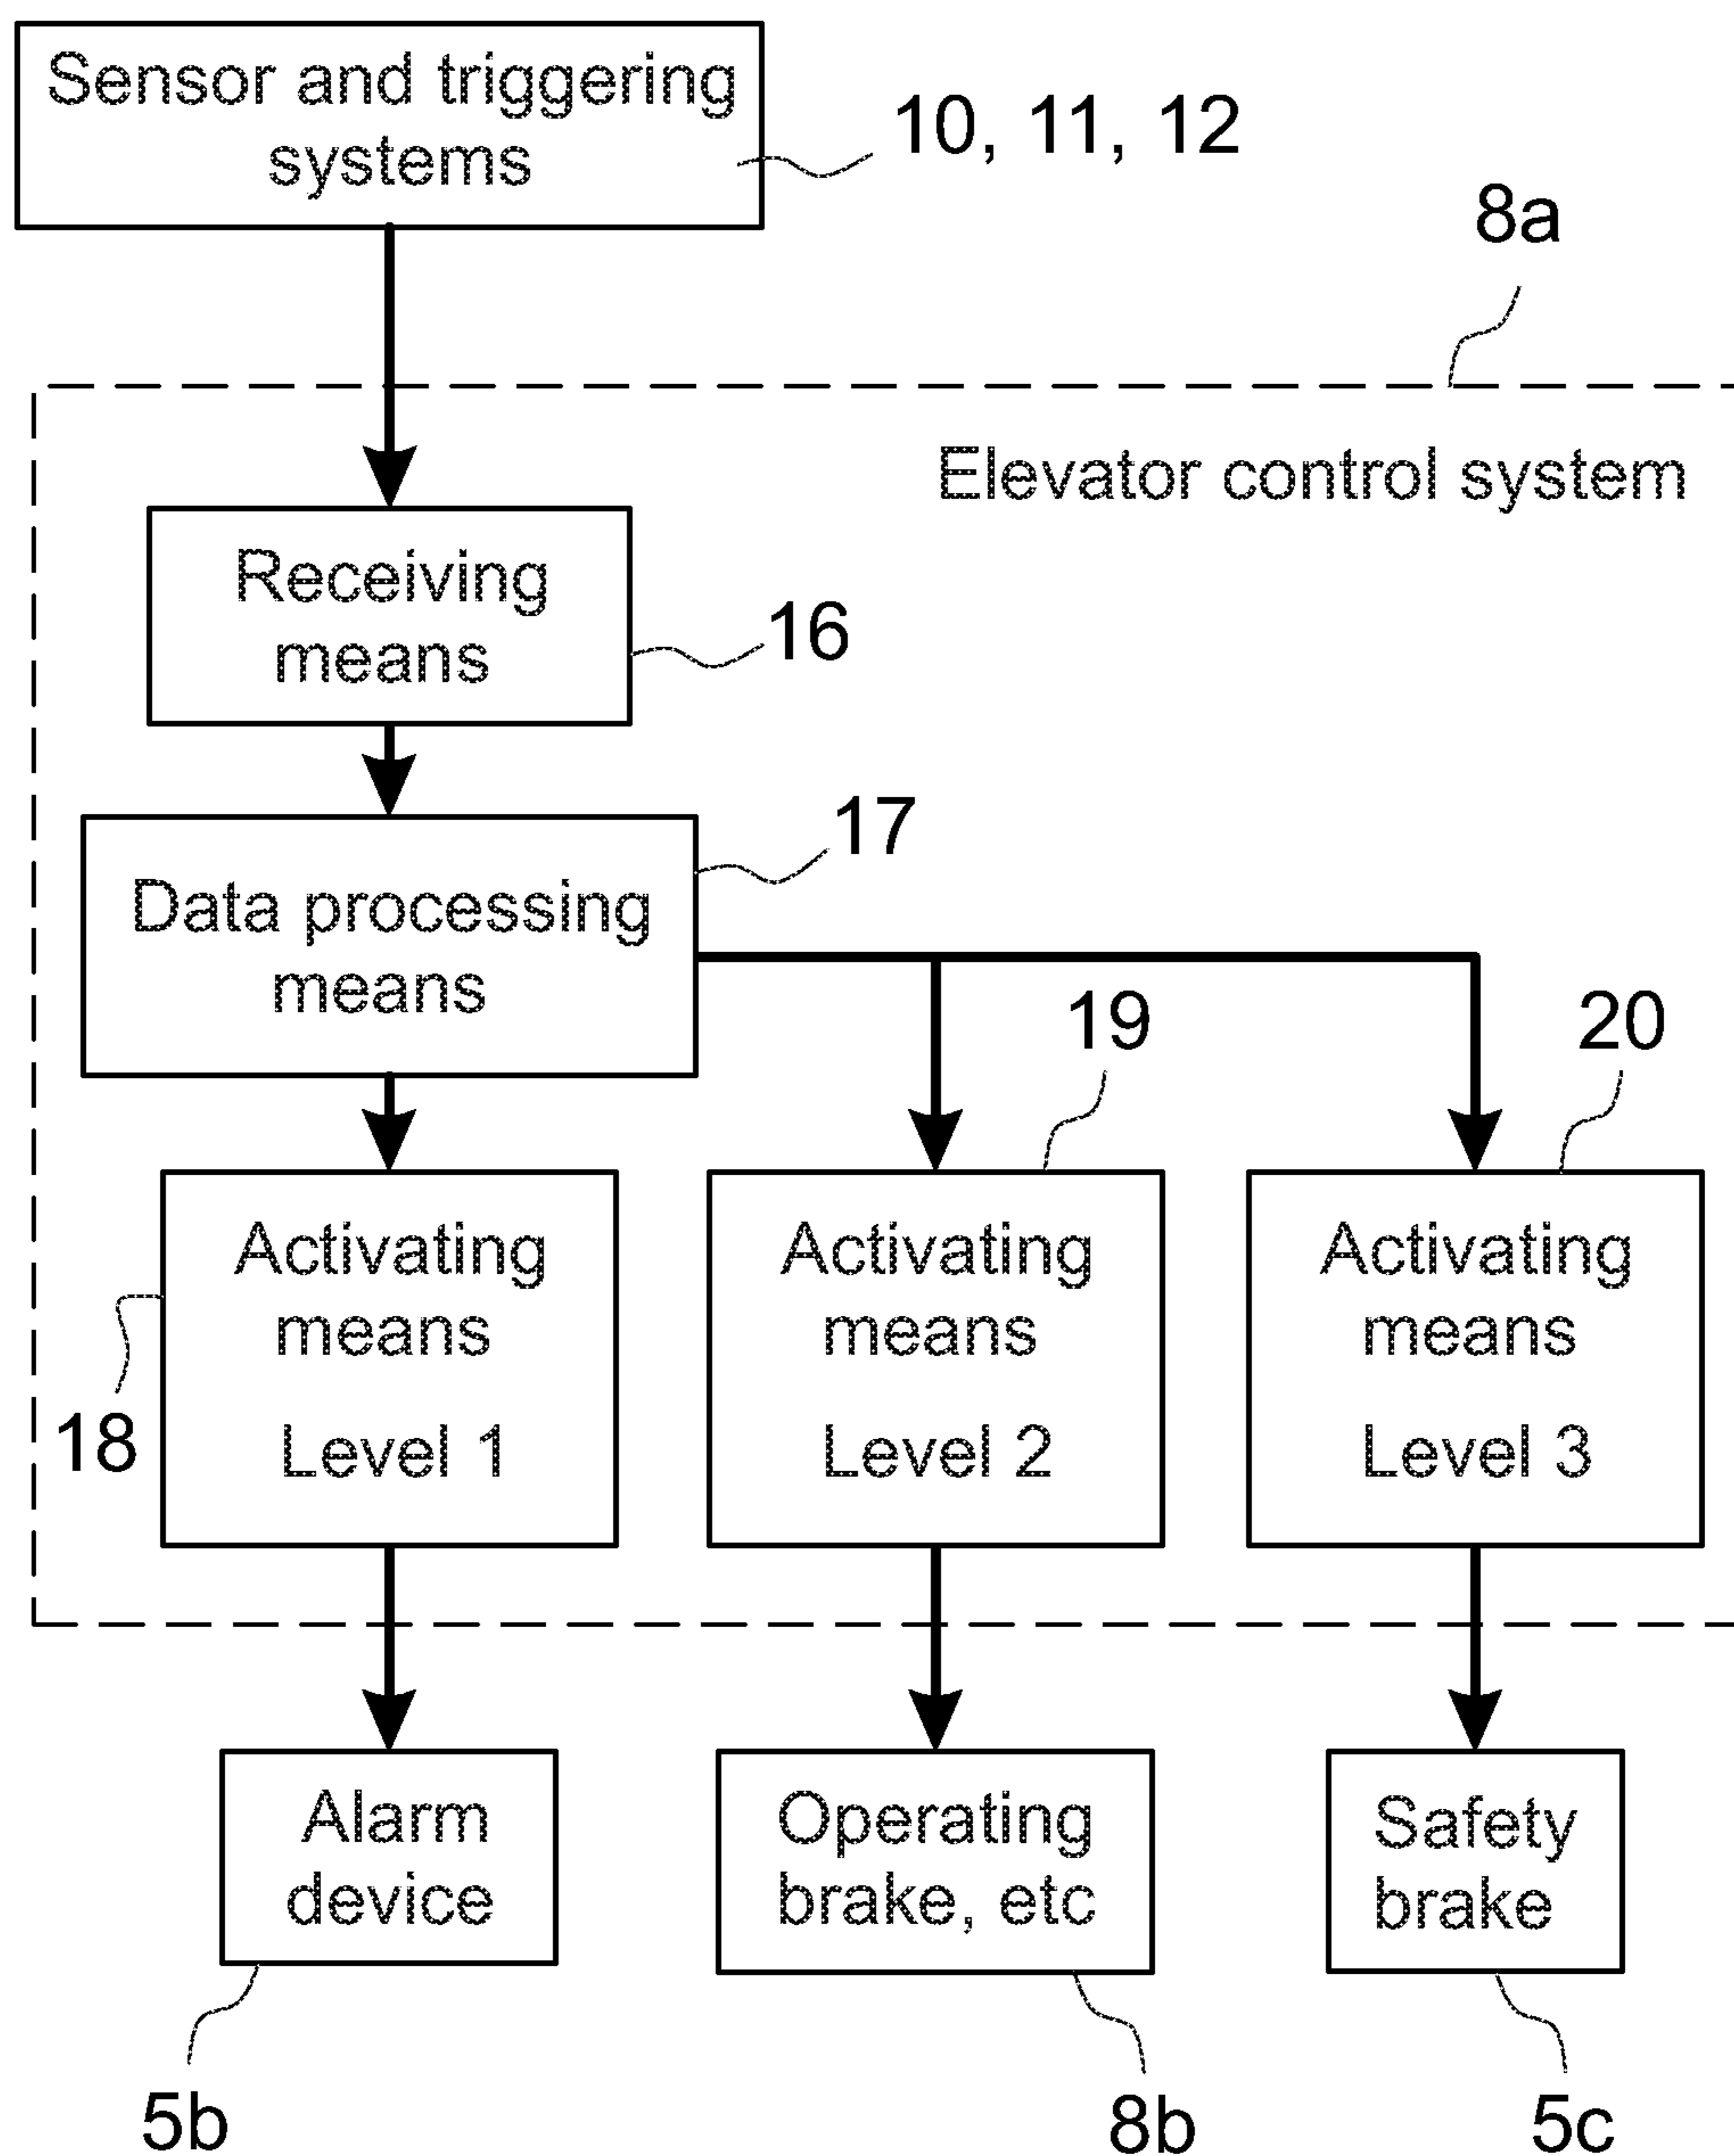 Sensor and triggering
systems
10, 11, 12
8a
Elevator control system
Receiving
means
16
17
Data processing
means
19
20
Activating
means
Level 1
18
Activating
means
Level 2
Activating
means
Level 3
Alarm
device
Operating
brake, etc
Safety
brake
5b
8b
5c